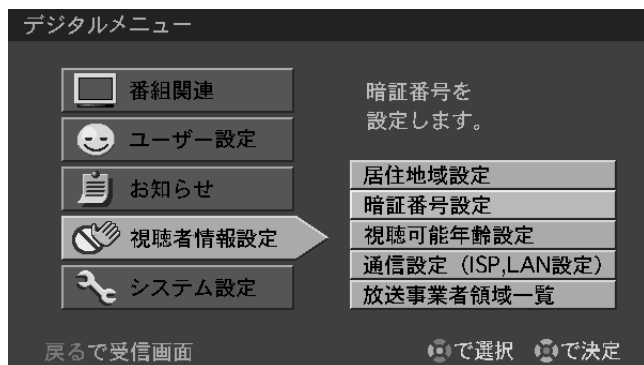 デジタルメニュー
番組関連
ユーザー設定
お知らせ
視聴者情報設定
システム設定
暗証番号を
設定します。
居住地域設定
暗証番号設定
視聴可能年齢設定
通信設定（ISP,LAN設定）
放送事業者領域一覧
戻るで受信画面
で選択 で決定